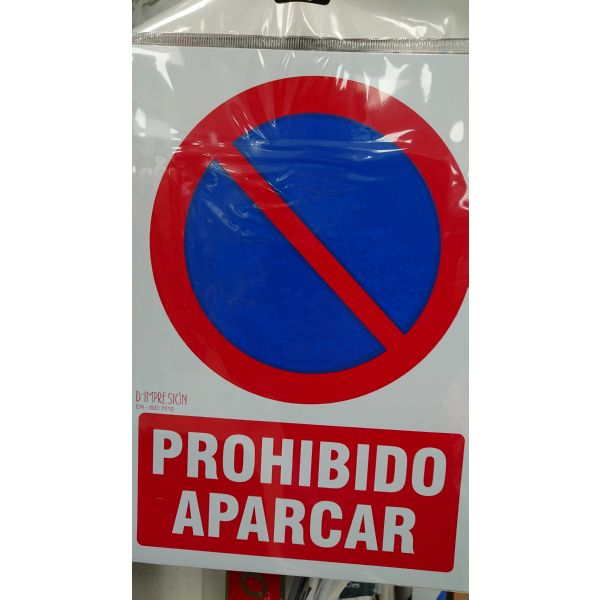 D-IMPRESIÓN
EN - ISO 7010
PROHIBIDO
APARCAR